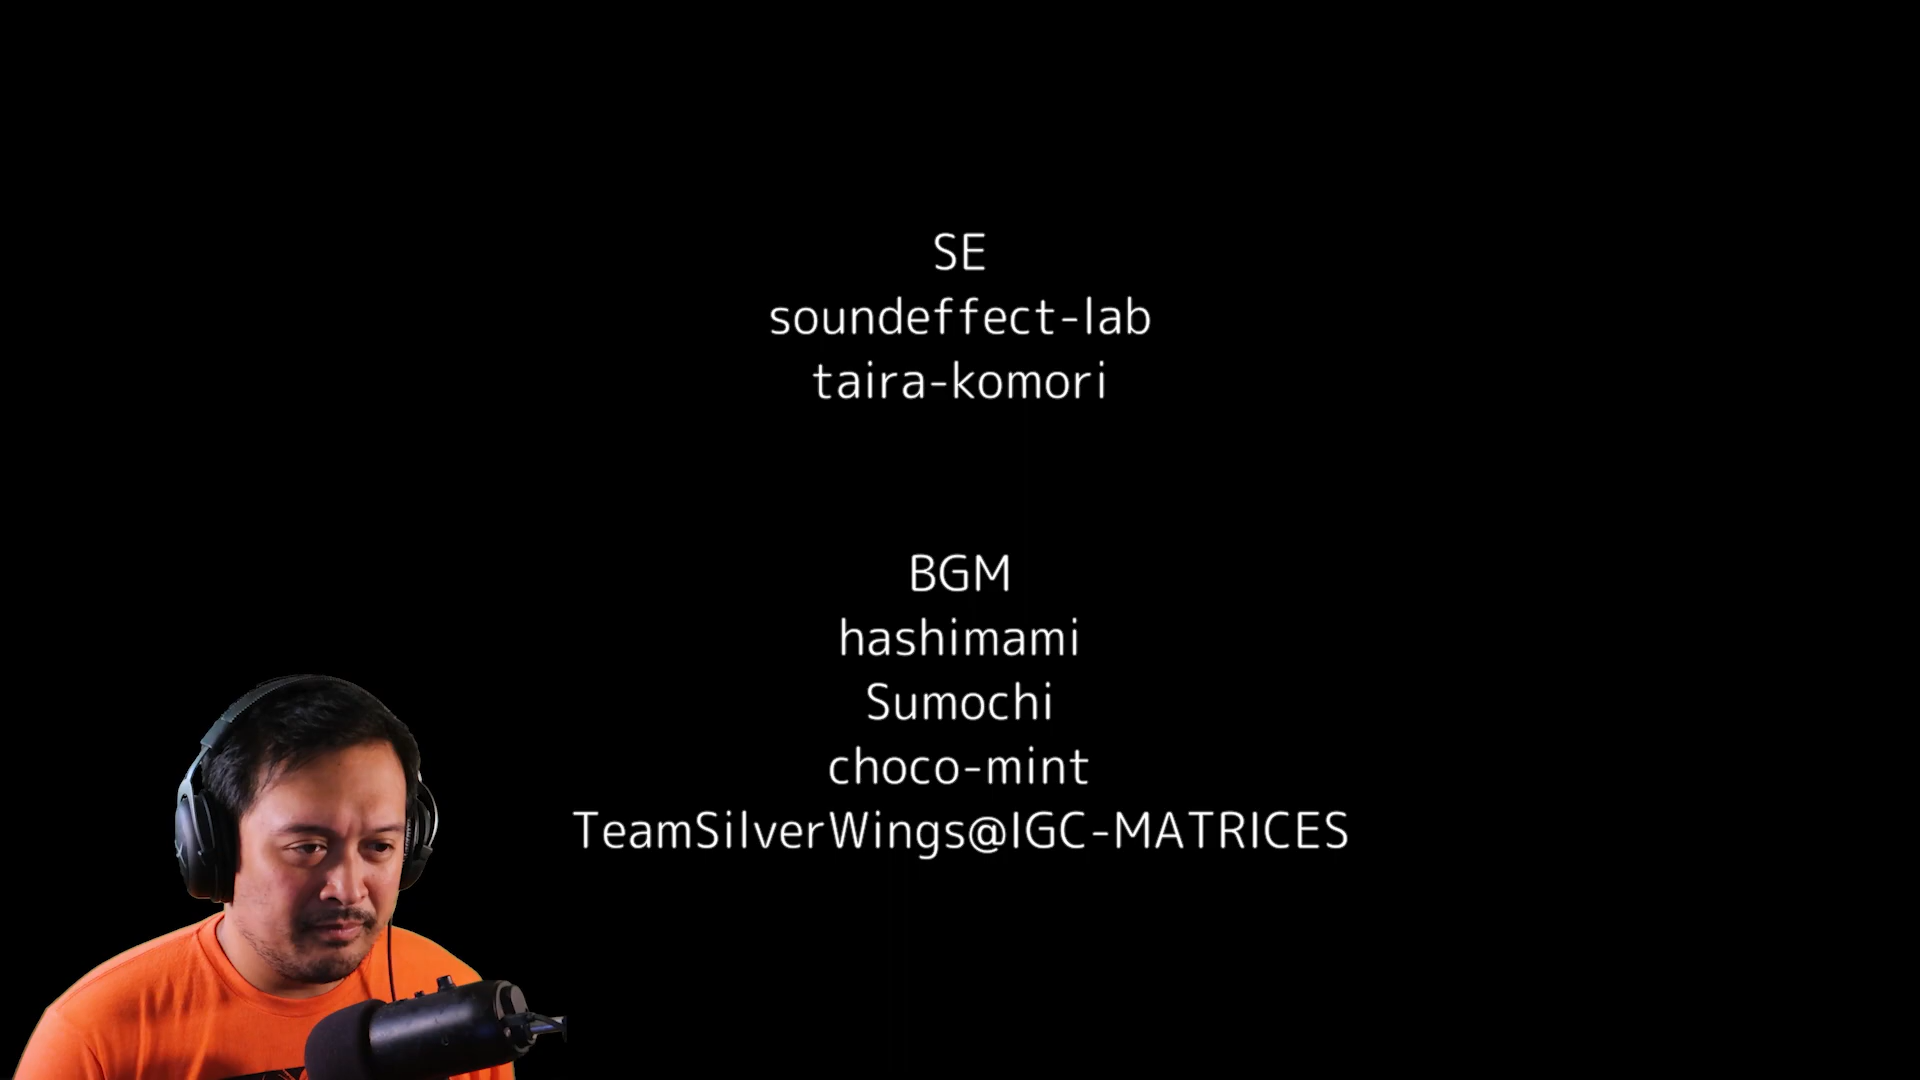 SE
soundeffect-lab
taira-komori
BGM
hashimami
Sumochi
choco-mint
TeamSilverWings@IGC-MATRICES